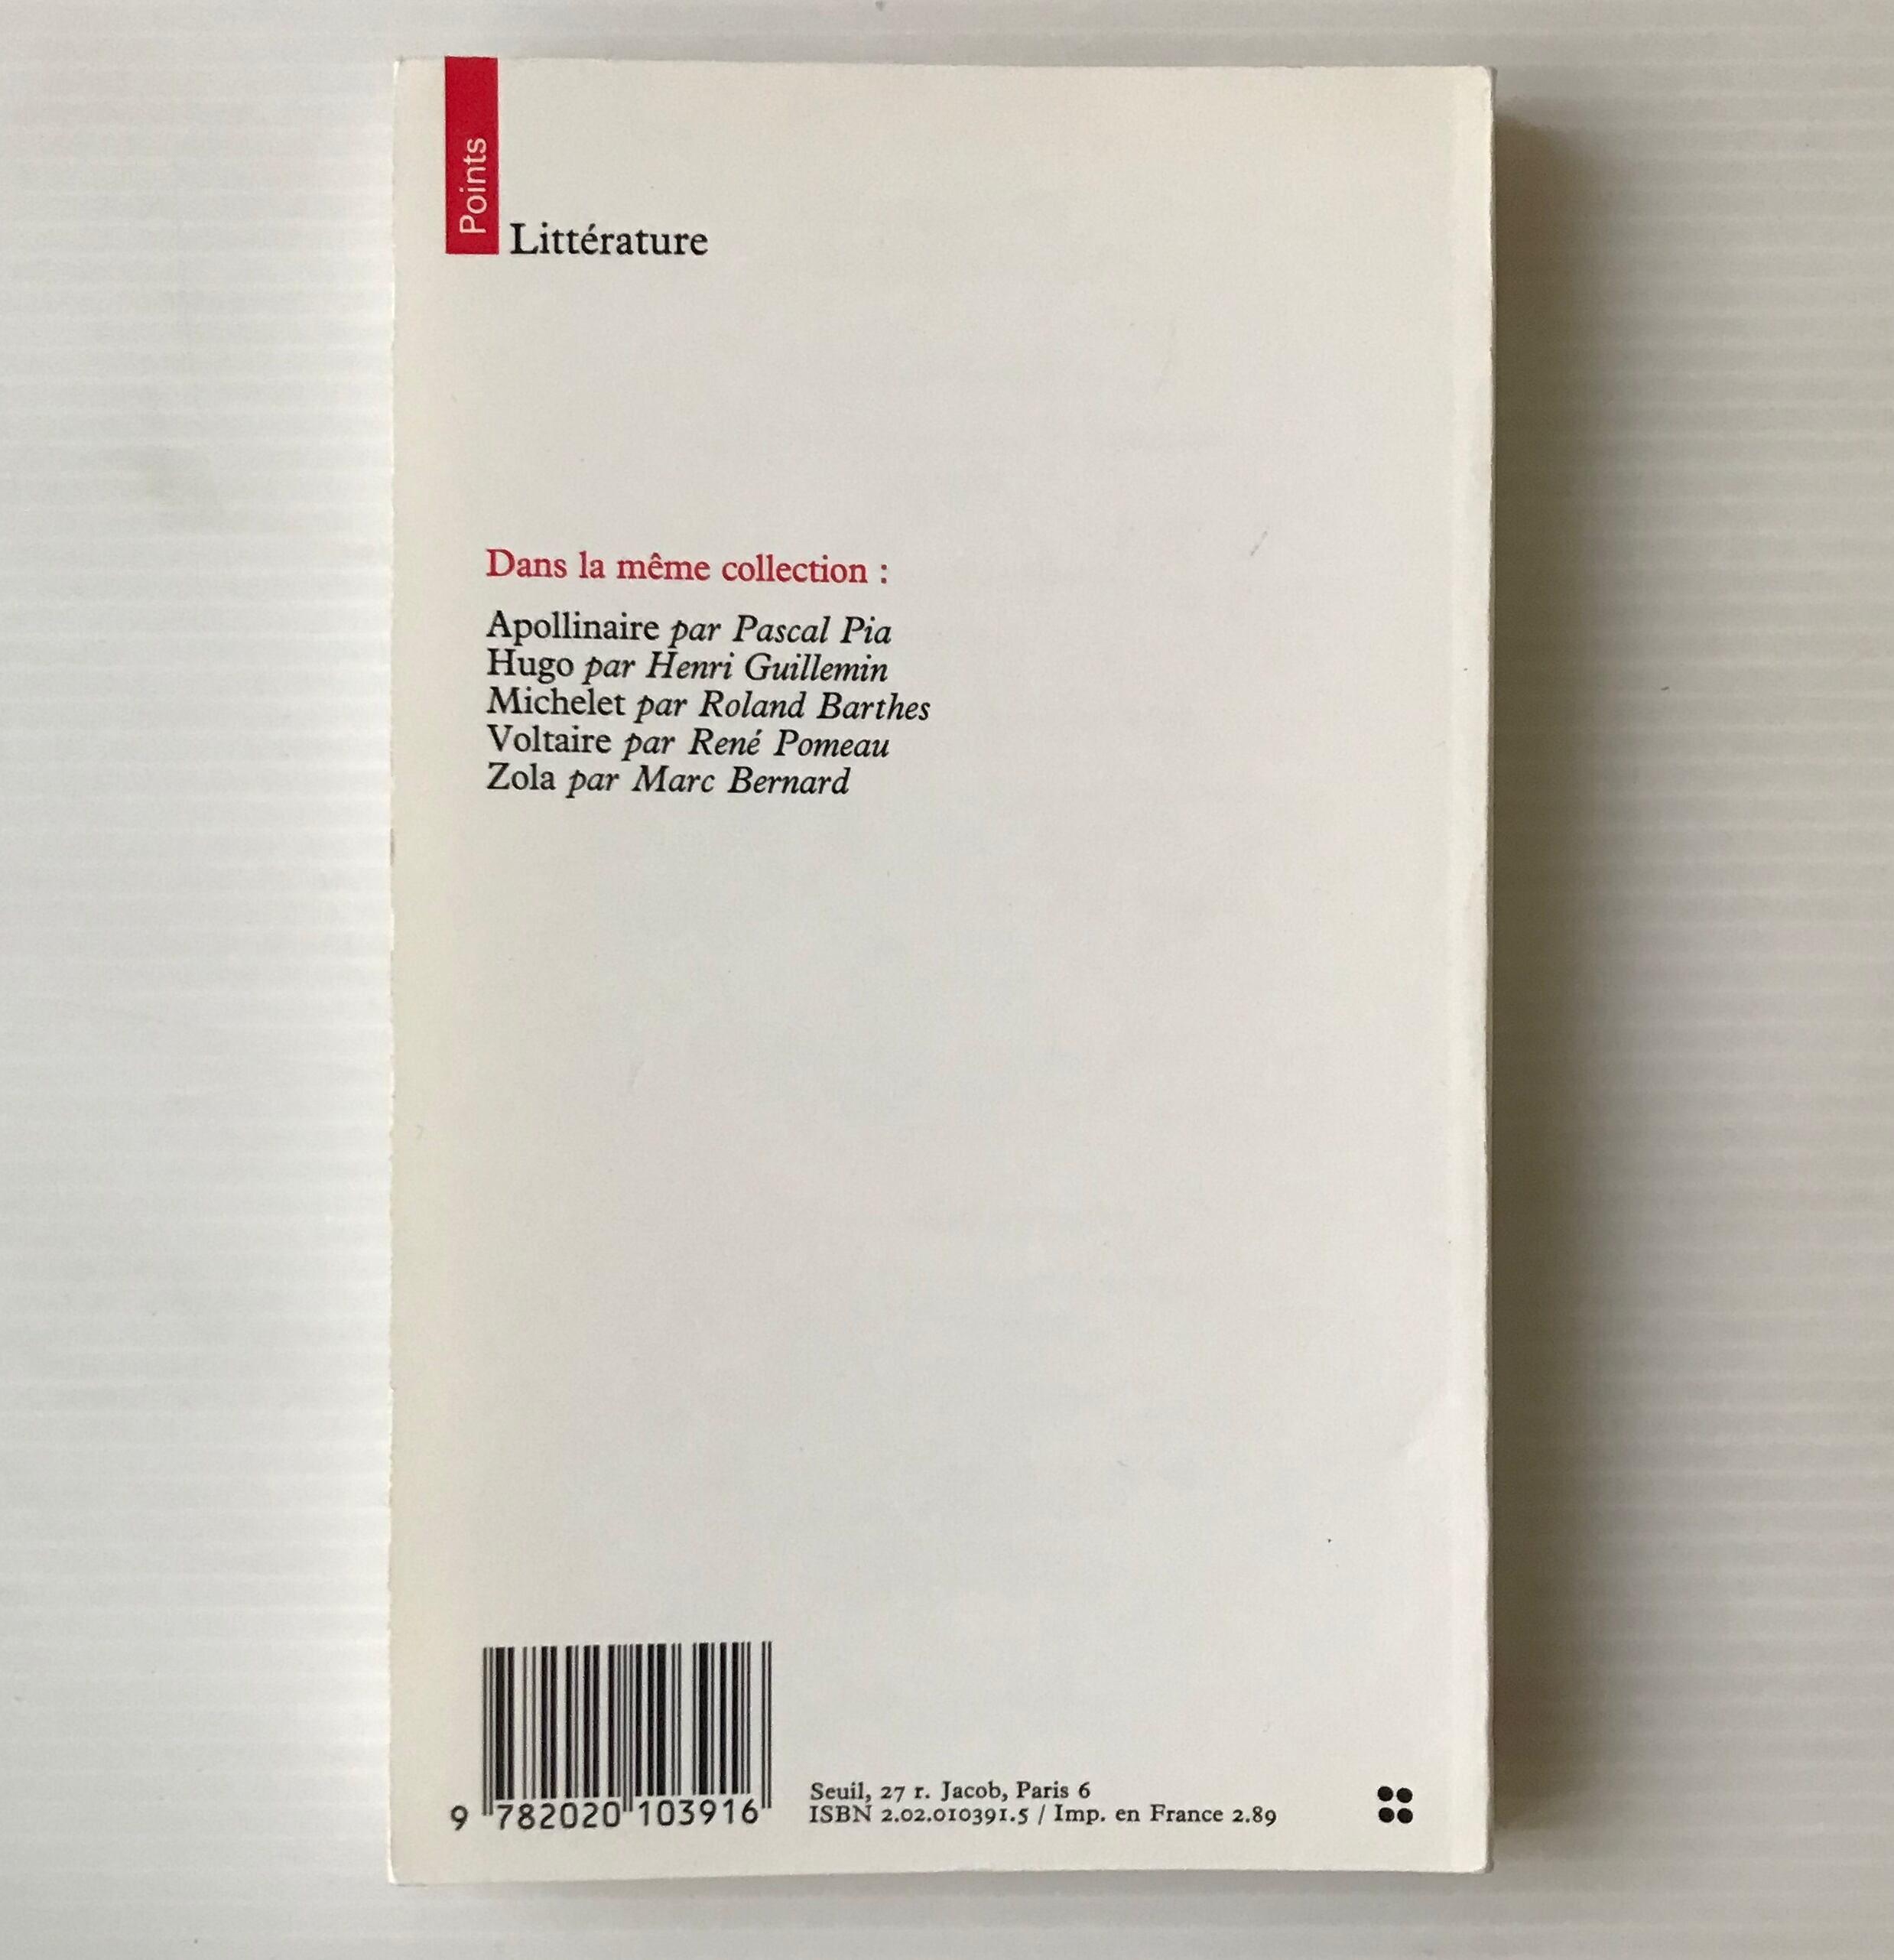 Points
Littérature
Dans la même collection :
Apollinaire par Pascal Pia
Hugo par Henri Guillemin
Michelet par Roland Barthes
Voltaire par René Pomeau
Zola par Marc Bernard
9 782020 103916
Seuil, 27 r. Jacob, Paris 6
ISBN 2.02.010391.5 / Imp. en France 2.89